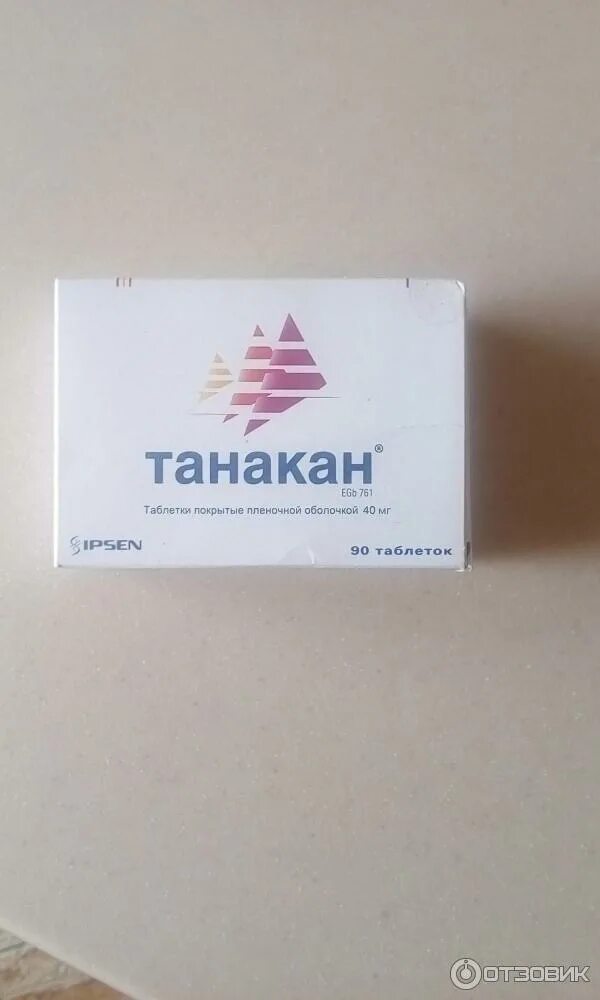 ТАНАКАН®
EGb 761
Таблетки покрытые пленочной оболочкой 40 мг
IPSEN
90 таблеток
ОТЗОВИК